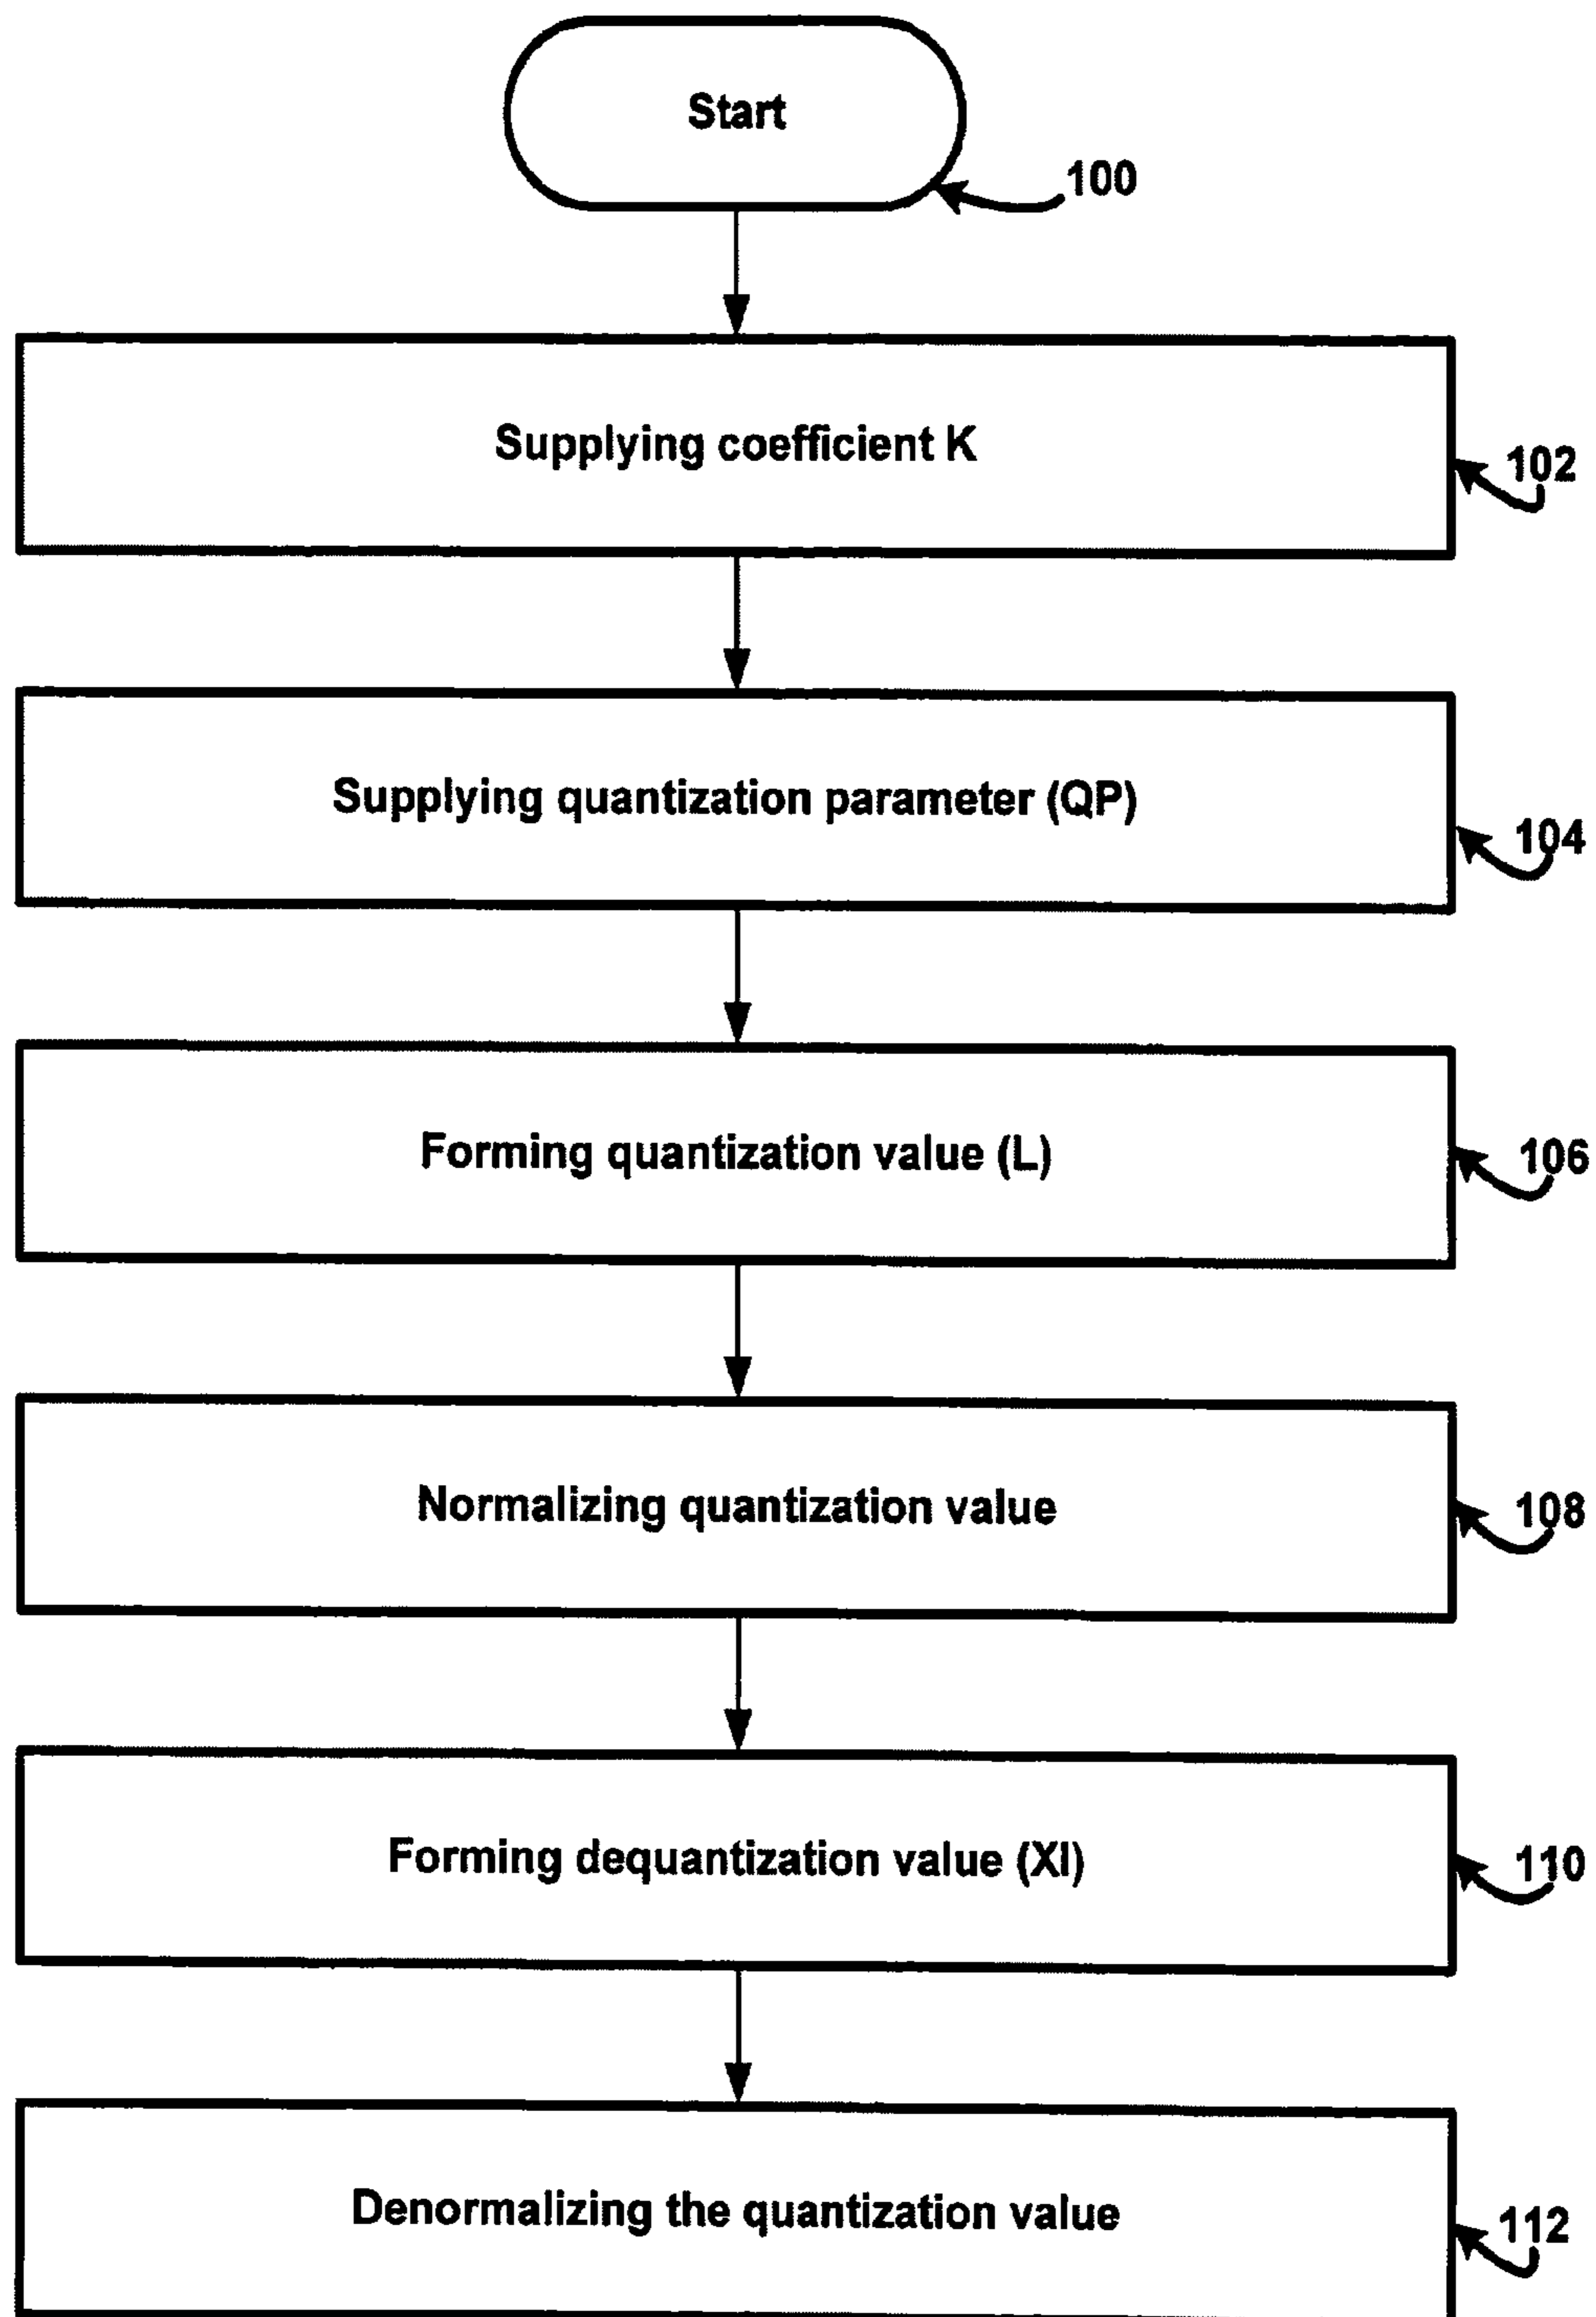 Start
100
Supplying coefficient K
102
Supplying quantization parameter (QP)
104
Forming quantization value (L)
106
Normalizing quantization value
108
Forming dequantization value (XI)
110
Denormalizing the quantization value
112